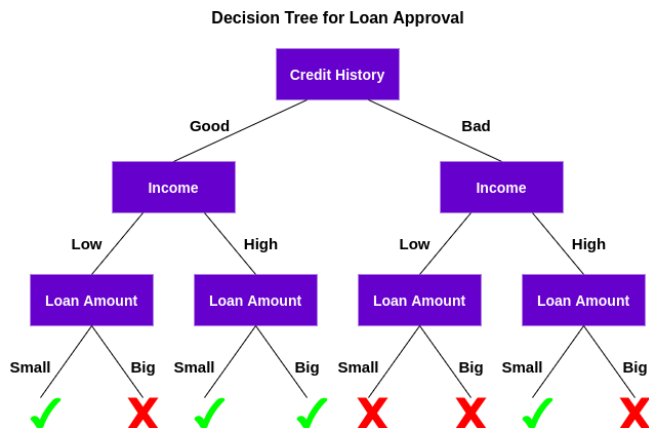 Decision Tree for Loan Approval
Credit History
Good
Bad
Income
Income
Low
High
Low
High
Loan Amount
Loan Amount
Loan Amount
Loan Amount
Small
Big
Small
Big
Small
Big
Small
Big